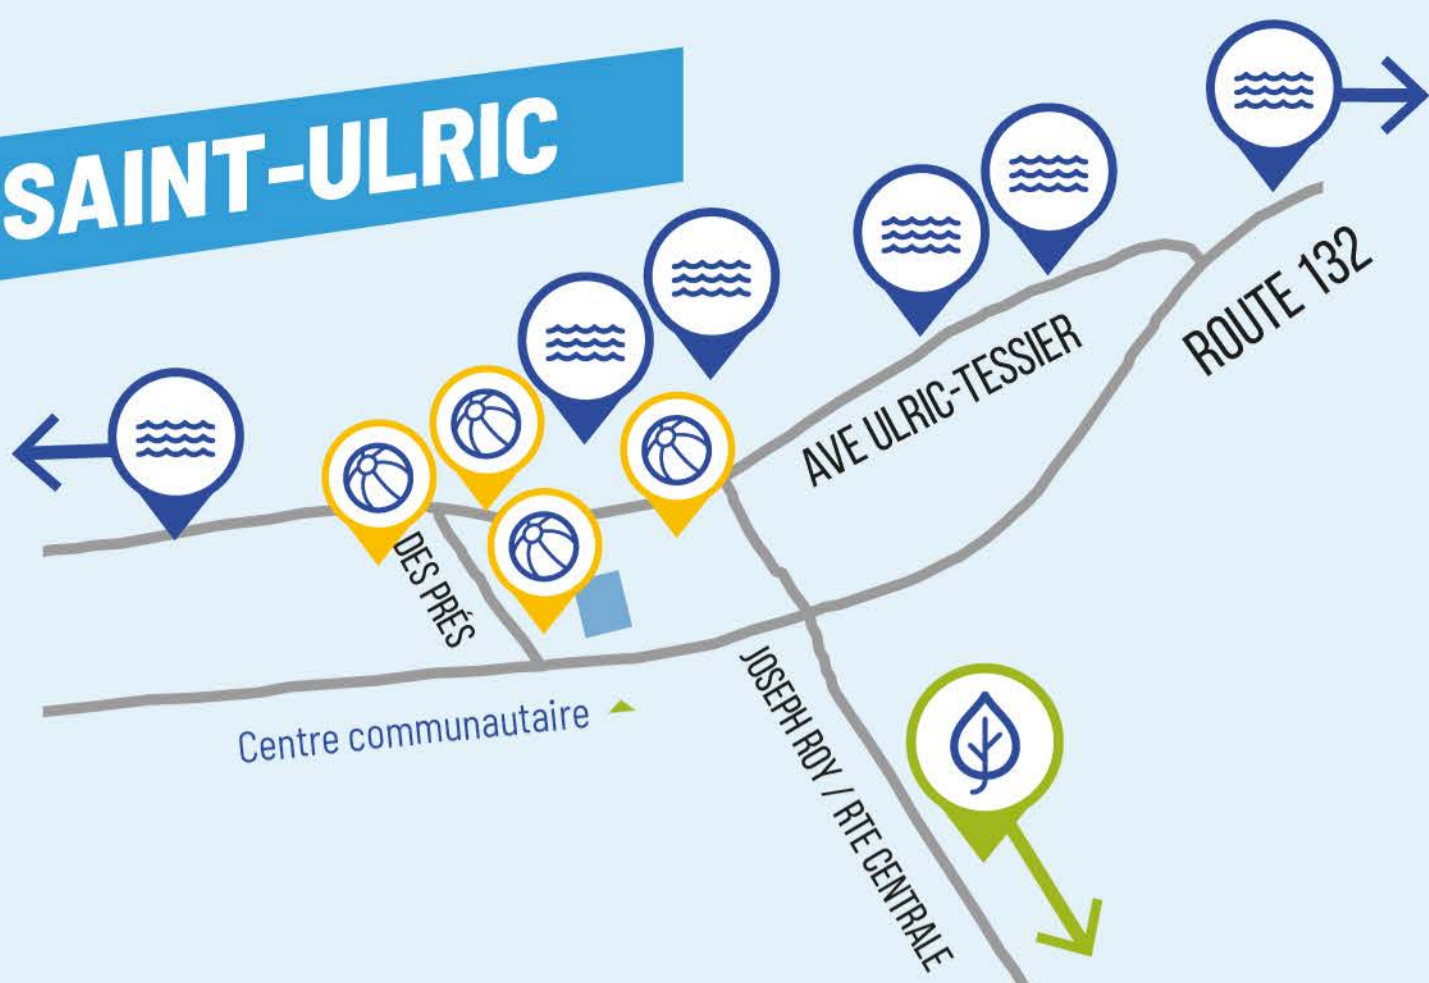 SAINT-ULRIC
ROUTE 132
AVE ULRIC-TESSIER
DES PRÉS
Centre communautaire
JOSEPH ROY / RTE CENTRALE